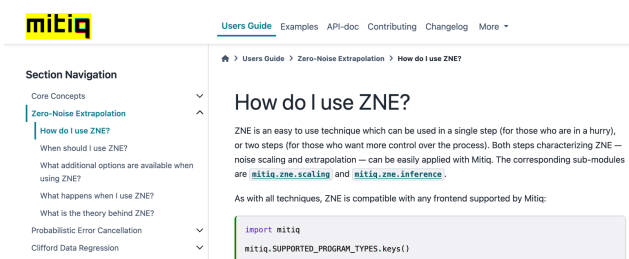 mitiq
Users Guide Examples API-doc Contributing Changelog More
Users Guide > Zero-Noise Extrapolation > How do I use ZNE?
Section Navigation
Core Concepts
Zero-Noise Extrapolation
How do I use ZNE?
When should I use ZNE?
What additional options are available when
using ZNE?
What happens when I use ZNE?
What is the theory behind ZNE?
Probabilistic Error Cancellation
Clifford Data Regression
How do I use ZNE?
ZNE is an easy to use technique which can be used in a single step (for those who are in a hurry),
or two steps (for those who want more control over the process). Both steps characterizing ZNE —
noise scaling and extrapolation — can be easily applied with Mitiq. The corresponding sub-modules
are mitiq.zne.scaling and mitiq.zne.inference.
As with all techniques, ZNE is compatible with any frontend supported by Mitiq:
import mitiq
mitiq.SUPPORTED_PROGRAM_TYPES.keys()